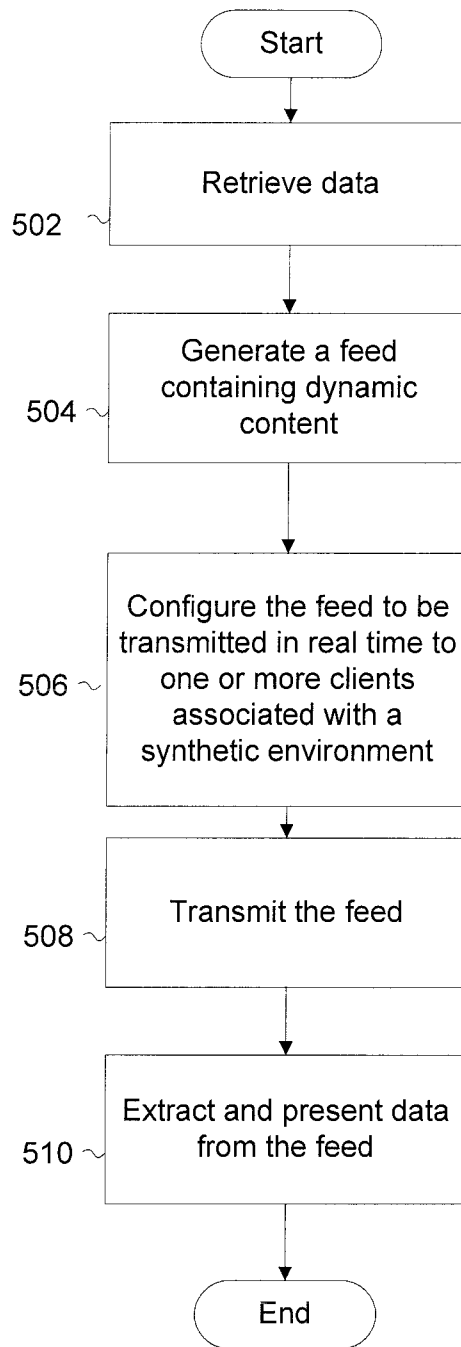 Start
Retrieve data
502
Generate a feed
containing dynamic
content
504
Configure the feed to be
transmitted in real time to
one or more clients
associated with a
synthetic environment
506
Transmit the feed
508
Extract and present data
from the feed
510
End